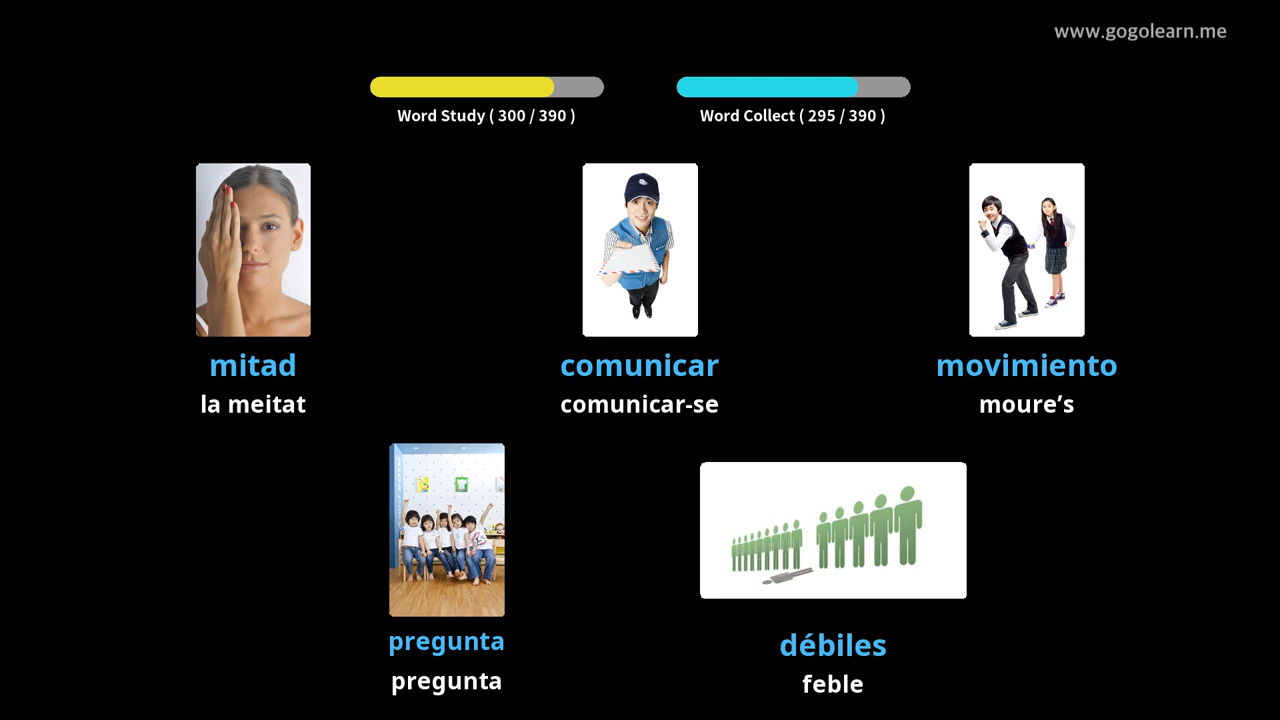 www.gogolearn.me
Word Study ( 300 / 390 )
Word Collect ( 295 / 390 )
mitad
la meitat
comunicar
comunicar-se
movimiento
moure’s
pregunta
pregunta
débiles
feble